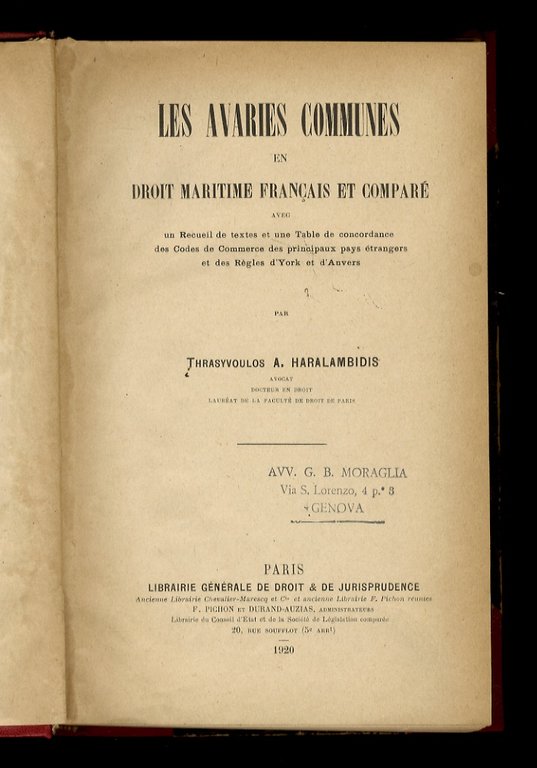 LES AVARIES COMMUNES
EN
DROIT MARITIME FRANÇAIS ET COMPARÉ
AVEC
un Recueil de textes et une Table de concordance
des Codes de Commerce des principaux pays étrangers
et des Règles d'York et d'Anvers
PAR
THRASYVOULOS A. HARALAMBIDIS
AVOCAT
DOCTEUR EN DROIT
LAURÉAT DE LA FACULTÉ DE DROIT DE PARIS
AVV. G. B. MORAGLIA
Via S. Lorenzo, 4 p.º 3
GENOVA
PARIS
LIBRAIRIE GÉNÉRALE DE DROIT & DE JURISPRUDENCE
Ancienne Librairie Chevalier-Marescq et Cie et ancienne Librairie F. Pichon réunies
F. PICHON ET DURAND-AUZIAS, ADMINISTRATEURS
Librairie du Conseil d'Etat et de la Société de Législation comparée
20, RUE SOUFFLOT (5e ARRt)
1920